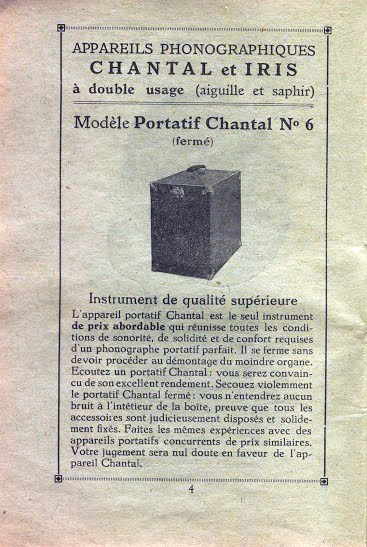 APPAREILS PHONOGRAPHIQUES
CHANTAL et IRIS
à double usage (aiguille et saphir)
Modèle Portatif Chantal Nº 6
(fermé)
Instrument de qualité supérieure
L'appareil portatif Chantal est le seul instrument
de prix abordable qui réunisse toutes les condi-
tions de sonorité, de solidité et de confort requises
d'un phonographe portatif parfait. Il se ferme sans
devoir procéder au démontage du moindre organe.
Ecoutez un portatif Chantal : vous serez convain-
cu de son excellent rendement. Secouez violemment
le portatif Chantal fermé : vous n'entendrez aucun
bruit à l'intétieur de la boîte, preuve que tous les
accessoires sont judicieusement disposés et solide-
ment fixés. Faites les mêmes expériences avec des
appareils portatifs concurrents de prix similaires.
Votre jugement sera nul doute en faveur de l'ap-
pareil Chantal.
4